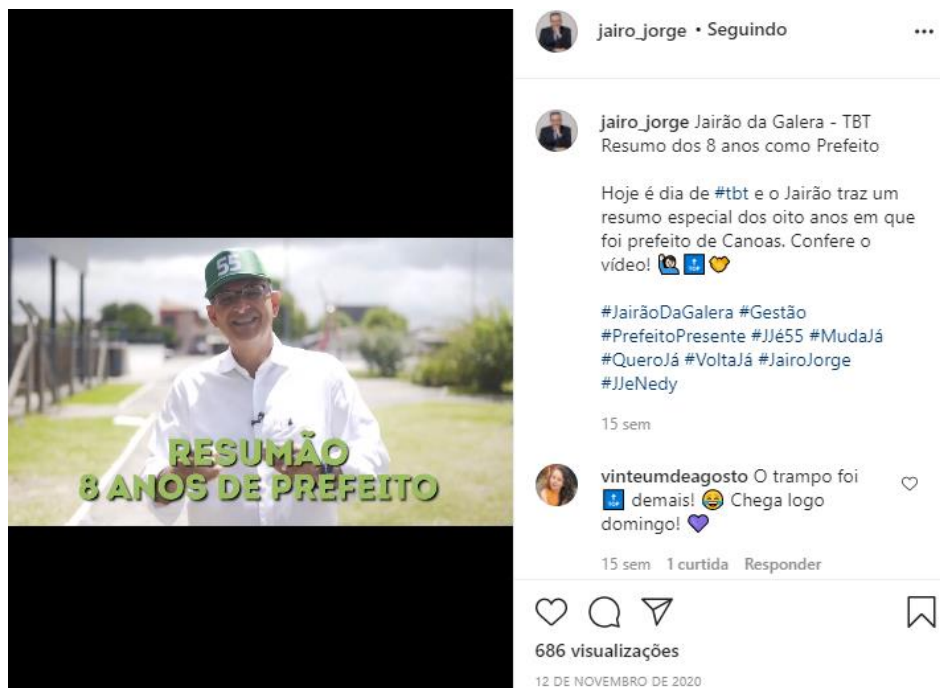 jairo_jorge • Seguindo
jairo_jorge Jairão da Galera - TBT
Resumo dos 8 anos como Prefeito
Hoje é dia de #tbt e o Jairão traz um
resumo especial dos oito anos em que
foi prefeito de Canoas. Confere o
vídeo! 🙋🏻‍♂️🔝🤝
#JairãoDaGalera #Gestão
#PrefeitoPresente #JJé55 #MudaJá
#QueroJá #VoltaJá #JairoJorge
#JJeNedy
15 sem
vinteumdeagosto O trampo foi
🔝 demais! 😂 Chega logo
domingo! 💜
15 sem 1 curtida Responder
686 visualizações
12 DE NOVEMBRO DE 2020
55
RESUMÃO
8 ANOS DE PREFEITO